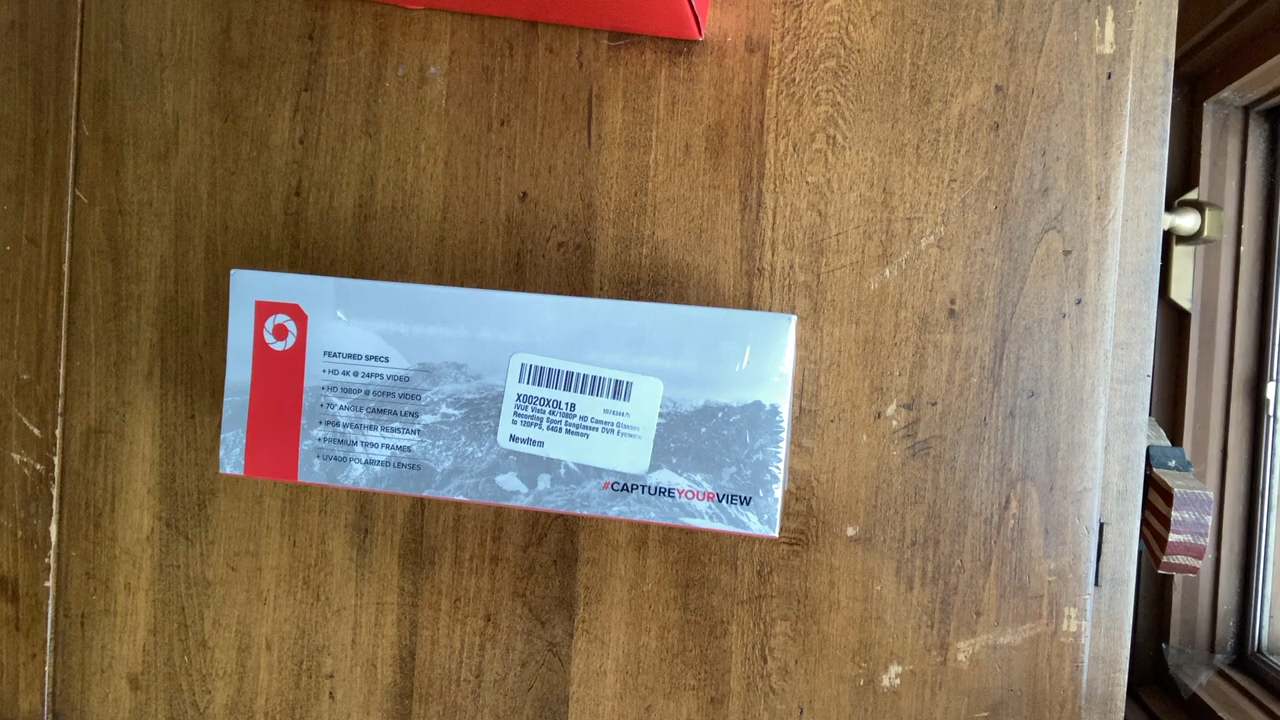 FEATURED SPECS
+ HD 4K @ 24FPS VIDEO
+ HD 1080P @ 60FPS VIDEO
+ 70° ANGLE CAMERA LENS
+ IP66 WEATHER RESISTANT
+ PREMIUM TR90 FRAMES
+ UV400 POLARIZED LENSES
X002OXOL1B
iVUE Vista 4K/1080P HD Camera Glasses
Recording Sport Sunglasses DVR Eyewear
to 120FPS, 64GB Memory
NewItem
#CAPTUREYOURVIEW